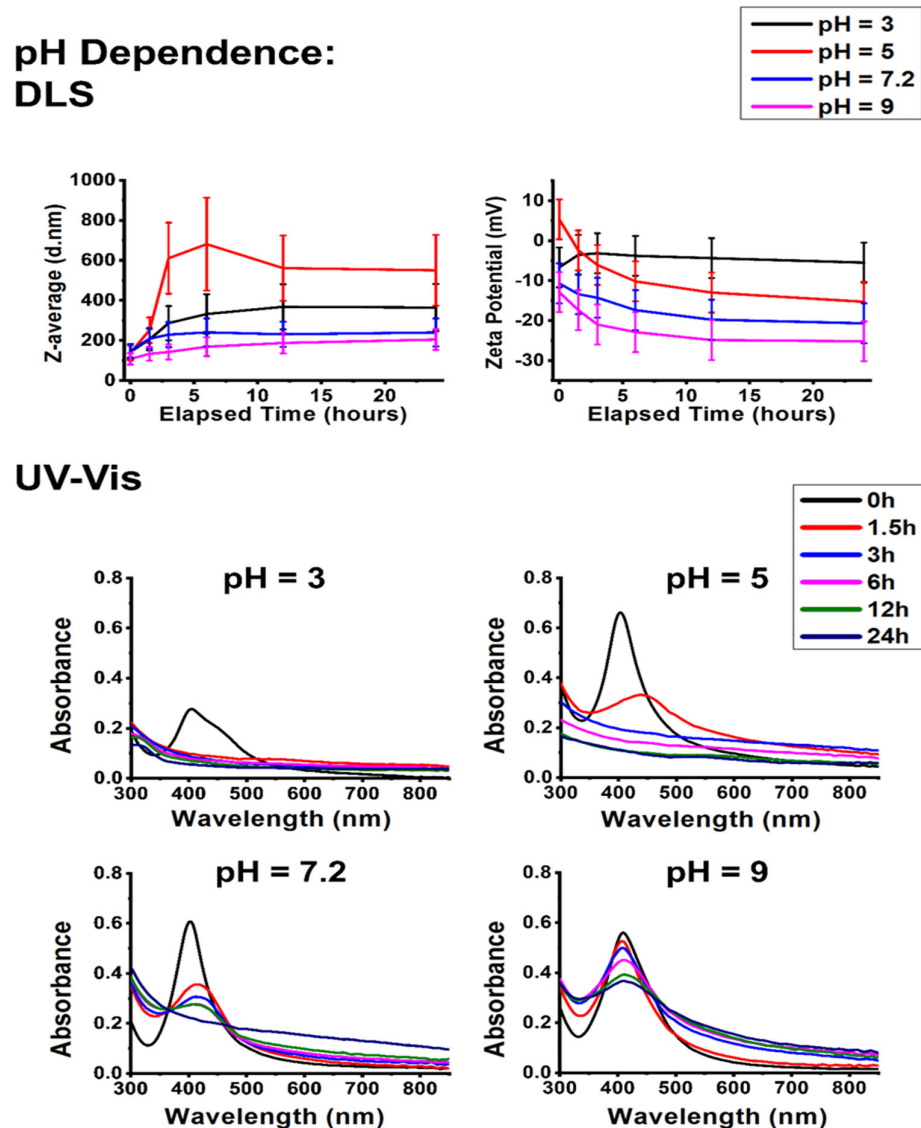 pH Dependence:
DLS
pH = 3
pH = 5
pH = 7.2
pH = 9
1000
800
600
400
200
0
Z-average (d.nm)
0 5 10 15 20
Elapsed Time (hours)
10
0
-10
-20
-30
Zeta Potential (mV)
0 5 10 15 20
Elapsed Time (hours)
UV-Vis
0h
1.5h
3h
6h
12h
24h
pH = 3
0.8
0.6
0.4
0.2
0.0
Absorbance
300 400 500 600 700 800
Wavelength (nm)
pH = 5
0.8
0.6
0.4
0.2
0.0
Absorbance
300 400 500 600 700 800
Wavelength (nm)
pH = 7.2
0.8
0.6
0.4
0.2
0.0
Absorbance
300 400 500 600 700 800
Wavelength (nm)
pH = 9
0.8
0.6
0.4
0.2
0.0
Absorbance
300 400 500 600 700 800
Wavelength (nm)